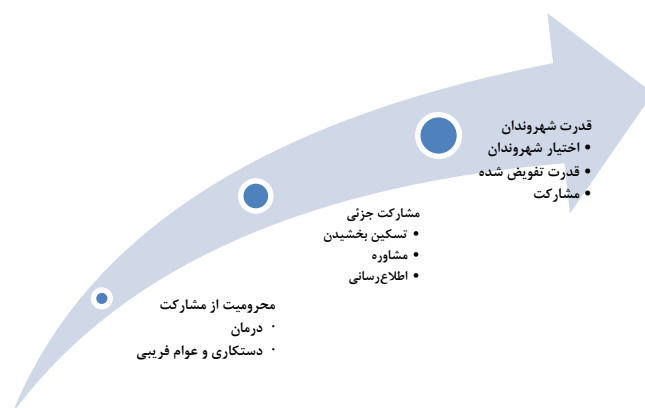 قدرت شهروندان
• اختیار شهروندان
• قدرت تفویض شده
• مشارکت
مشارکت جزئی
• تسکین بخشیدن
• مشاوره
• اطلاع‌رسانی
محرومیت از مشارکت
· درمان
· دستکاری و عوام فریبی